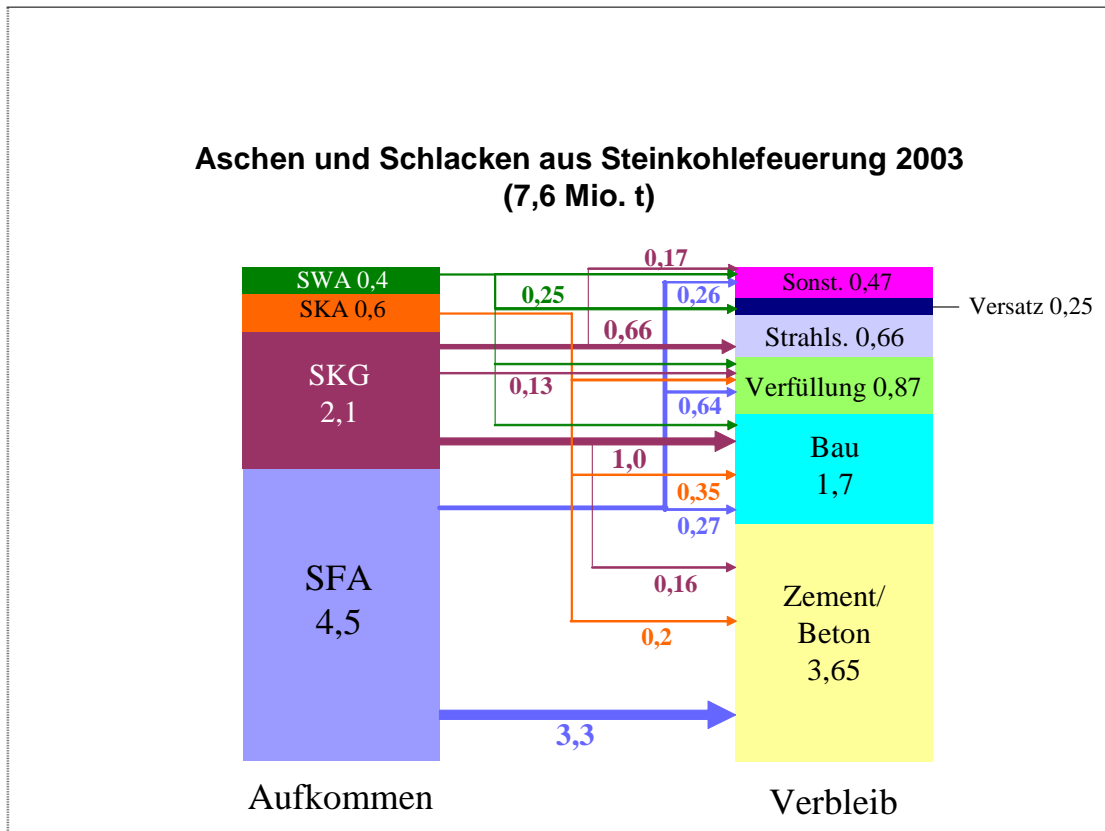 Aschen und Schlacken aus Steinkohlefeuerung 2003
(7,6 Mio. t)
SWA 0,4
SKA 0,6
SKG
2,1
SFA
4,5
Aufkommen
0,17
0,26
0,25
0,66
0,13
0,64
1,0
0,35
0,27
0,16
0,2
3,3
Sonst. 0,47
Versatz 0,25
Strahls. 0,66
Verfüllung 0,87
Bau
1,7
Zement/
Beton
3,65
Verbleib